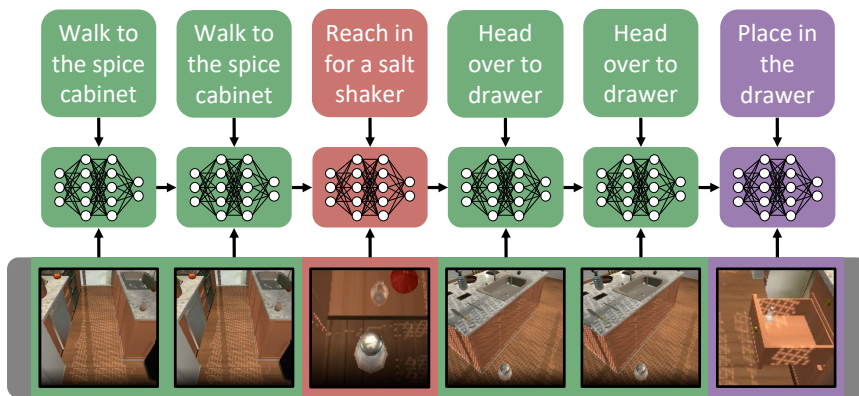 Walk to
the spice
cabinet
Walk to
the spice
cabinet
Reach in
for a salt
shaker
Head
over to
drawer
Head
over to
drawer
Place in
the
drawer